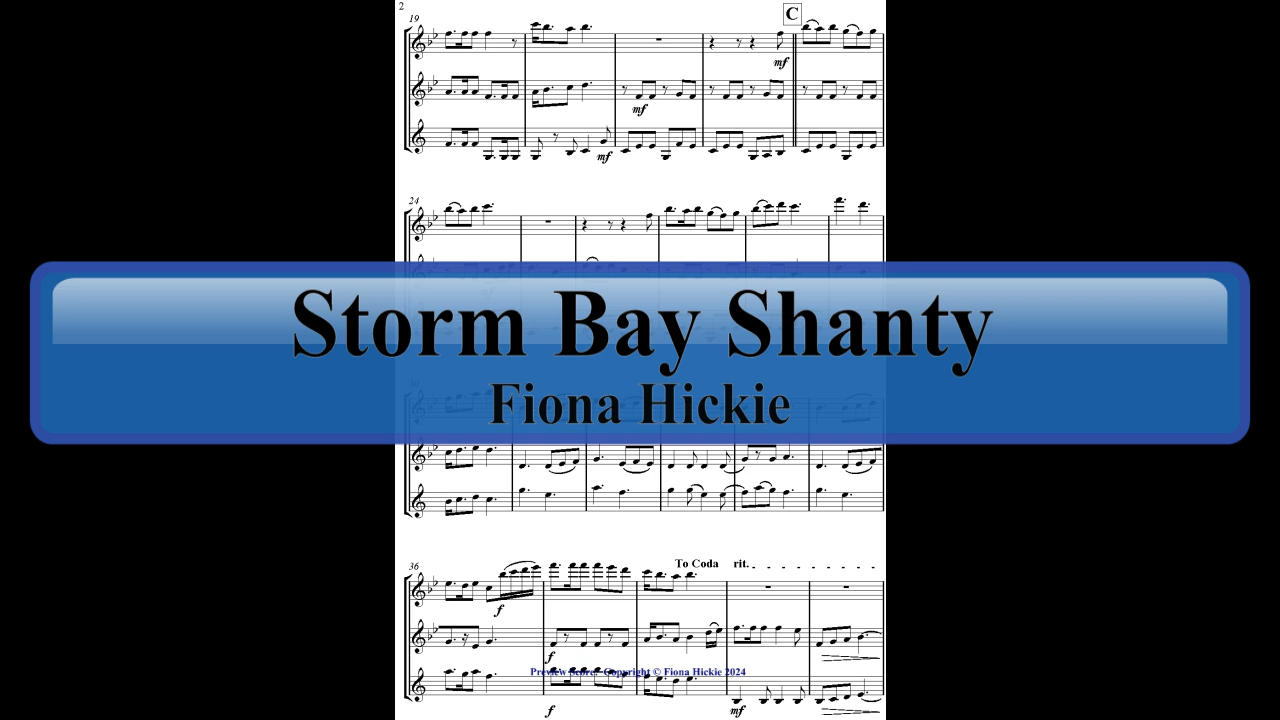 2
19
C
mf
mf
mf
24
Storm Bay Shanty
Fiona Hickie
36
To Coda rit.
f
f
Preview Score. Copyright © Fiona Hickie 2024
f
mf